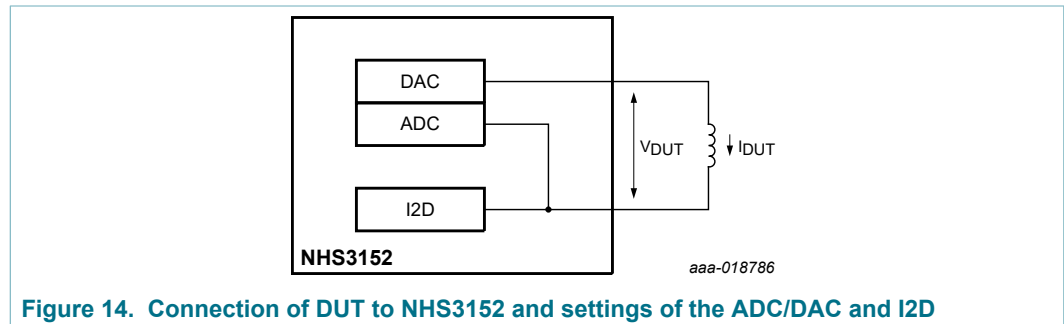 DAC
ADC
VDUT
IDUT
I2D
NHS3152
aaa-018786
Figure 14. Connection of DUT to NHS3152 and settings of the ADC/DAC and I2D